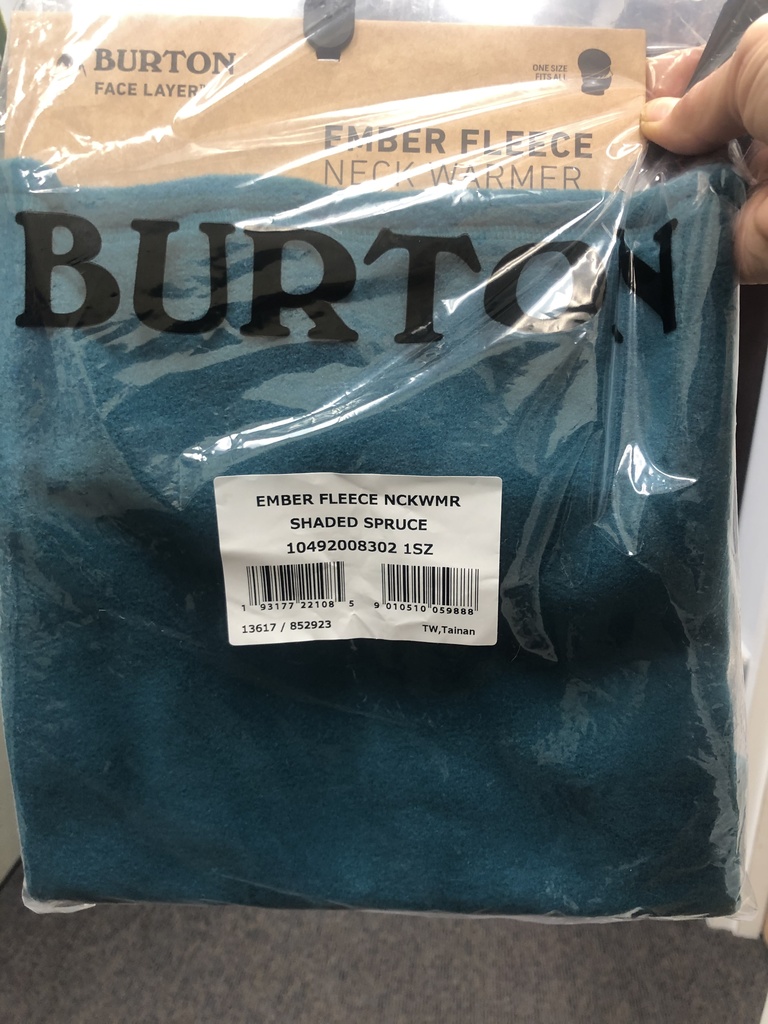 BURTON
FACE LAYER™
ONE SIZE
FITS ALL
EMBER FLEECE
NECK WARMER
BURTON
EMBER FLEECE NCKWMR
SHADED SPRUCE
10492008302 1SZ
1 93177 22108 5 9 010510 059888
13617 / 852923 TW,Tainan